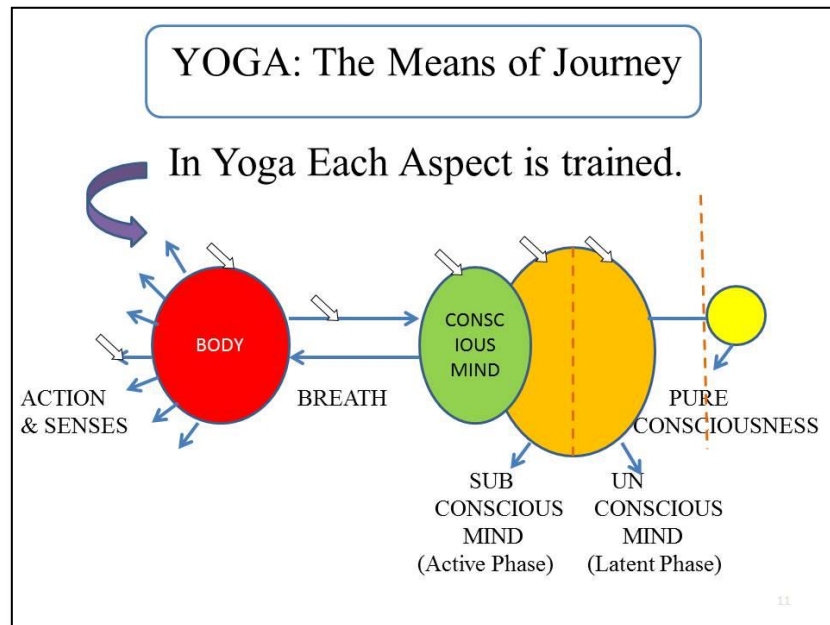 YOGA: The Means of Journey
In Yoga Each Aspect is trained.
BODY
CONSC
IOUS
MIND
ACTION
& SENSES
BREATH
PURE
CONSCIOUSNESS
SUB
CONSCIOUS
MIND
(Active Phase)
UN
CONSCIOUS
MIND
(Latent Phase)
11